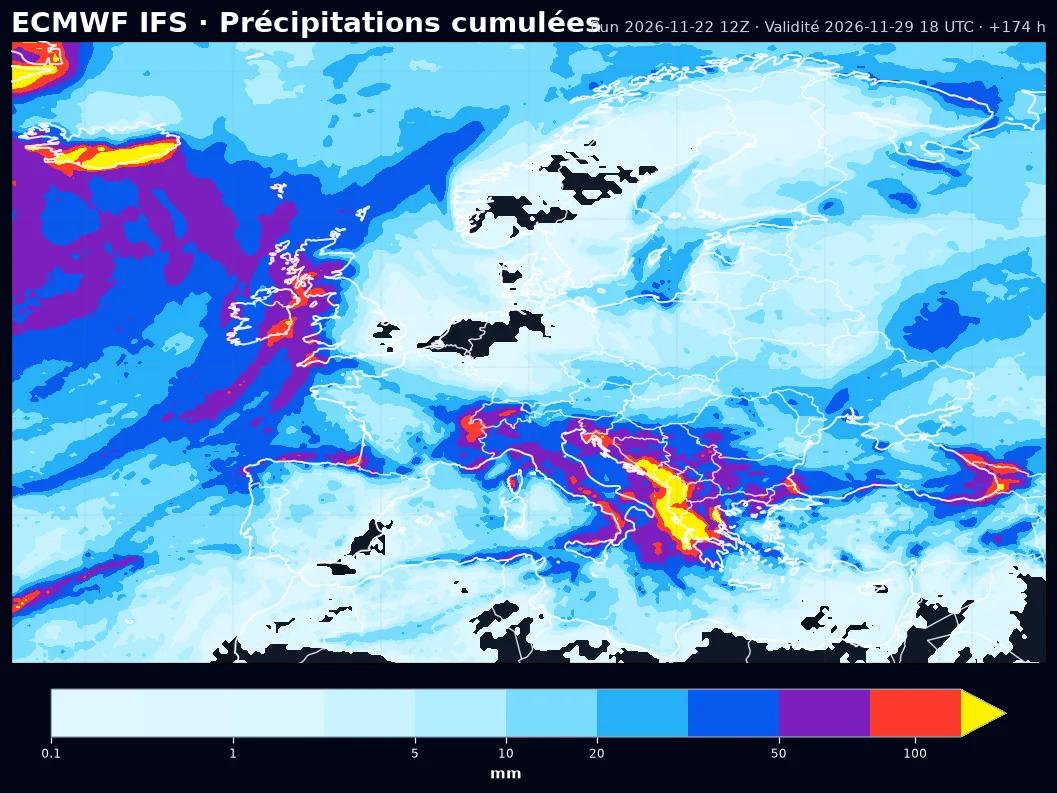 ECMWF IFS · Précipitations cumulées
Run 2026-11-22 12Z · Validité 2026-11-29 18 UTC · +174 h
0.1 1 5 10 20 50 100
mm